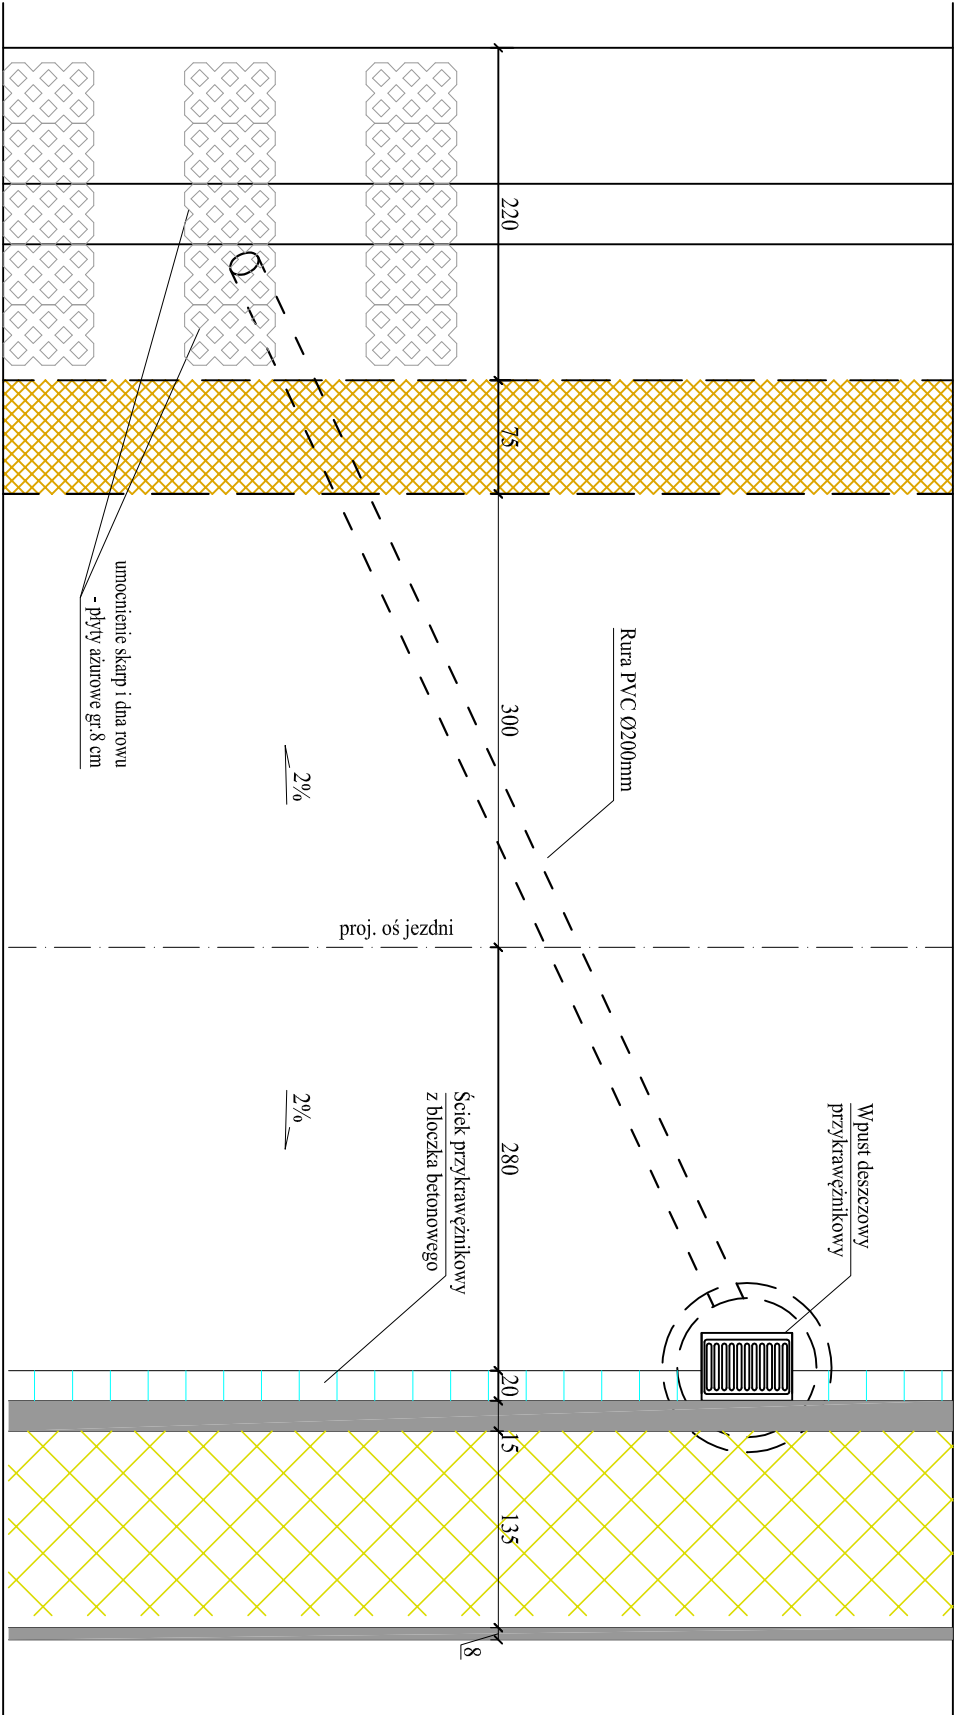 220
75
umocnienie skarp i dna rowu
- płyty ażurowe gr.8 cm
Rura PVC Ø200mm
300
2%
proj. oś jezdni
2%
Ściek przykrawężnikowy
z bloczka betonowego
280
Wpust deszczowy
przykrawężnikowy
20
15
135
8